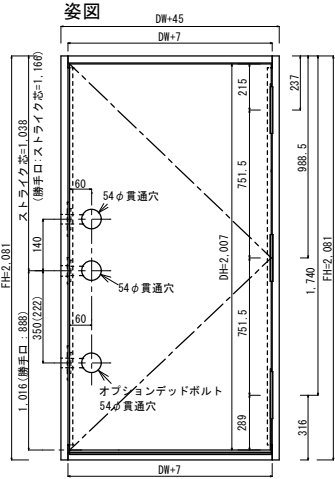 姿図
DW+45
DW+7
FH=2,081
ストライク芯=1,038
(勝手口:ストライク芯=1,166)
1,016(勝手口 : 888)
140
350(222)
60
54φ貫通穴
54φ貫通穴
60
オプションデッドボルト
54φ貫通穴
DH=2,007
215
751.5
751.5
289
237
988.5
1,740
316
FH=2,081
DW+7